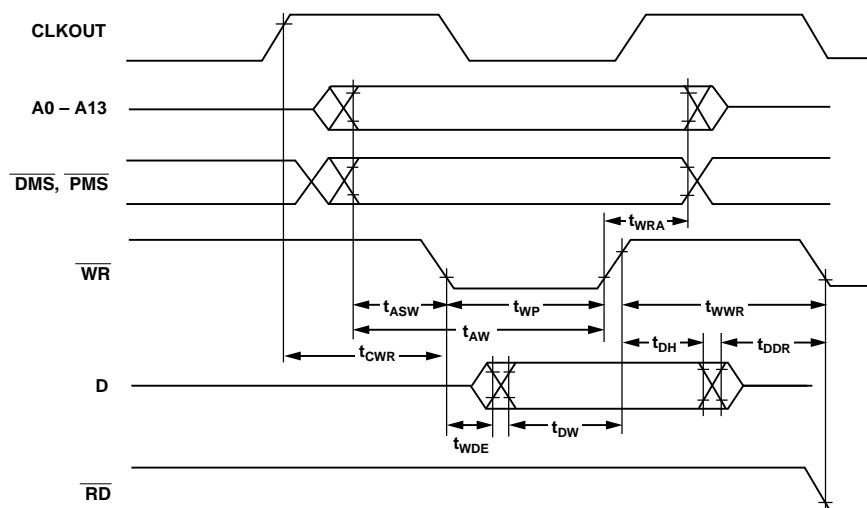 CLKOUT
A0 – A13
DMS, PMS
tWRA
WR
tASW
tWP
tWWR
tAW
tCWR
tDH
tDDR
D
tWDE
tDW
RD